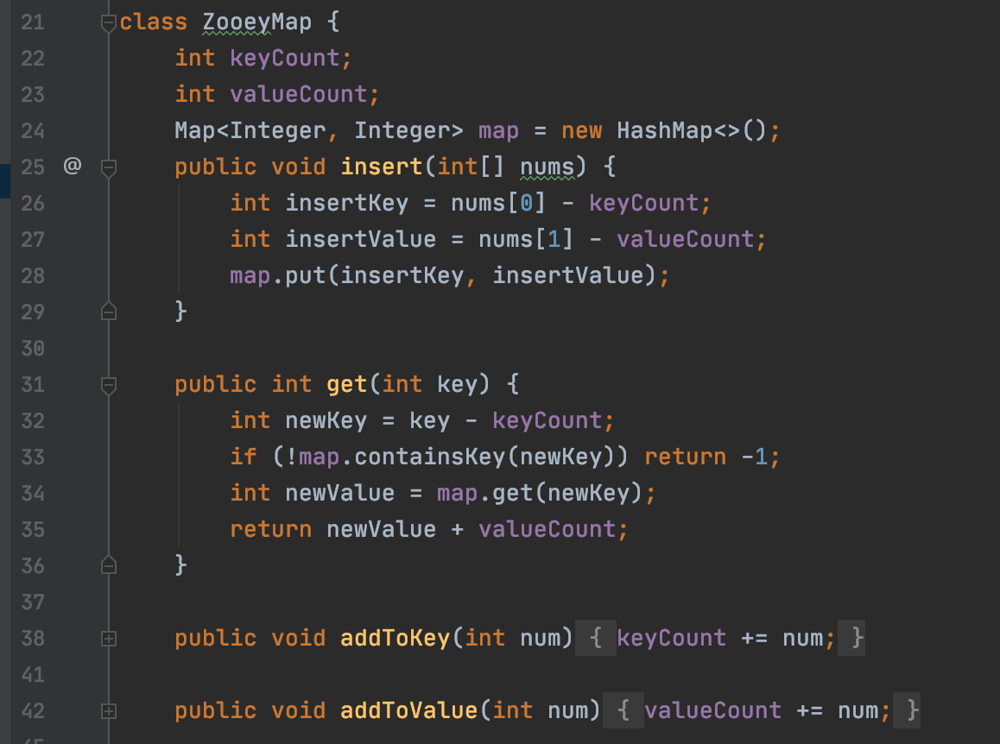 21 class ZooeyMap {
22     int keyCount;
23     int valueCount;
24     Map<Integer, Integer> map = new HashMap<>();
25 @     public void insert(int[] nums) {
26         int insertKey = nums[0] - keyCount;
27         int insertValue = nums[1] - valueCount;
28         map.put(insertKey, insertValue);
29     }
30
31     public int get(int key) {
32         int newKey = key - keyCount;
33         if (!map.containsKey(newKey)) return -1;
34         int newValue = map.get(newKey);
35         return newValue + valueCount;
36     }
37
38     public void addToKey(int num) { keyCount += num; }
41
42     public void addToValue(int num) { valueCount += num; }